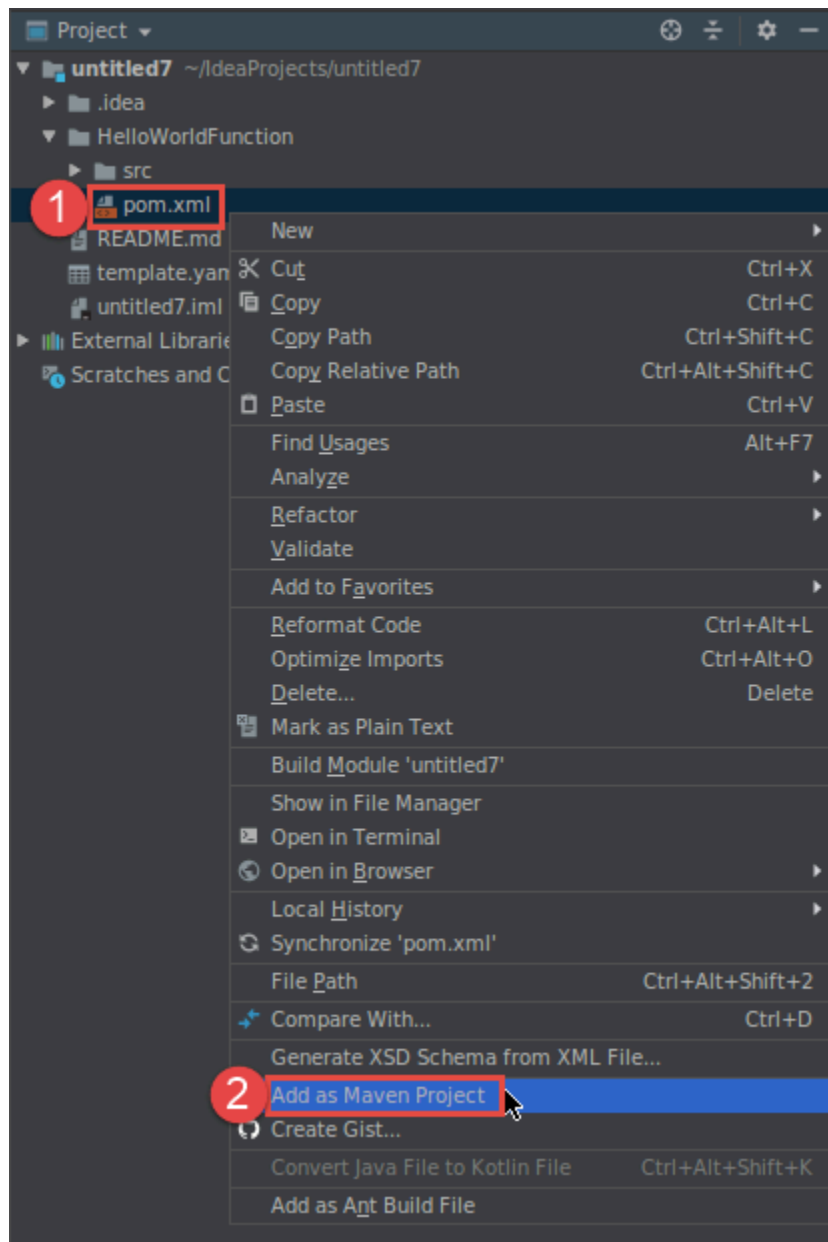 Project
untitled7 ~/IdeaProjects/untitled7
.idea
HelloWorldFunction
src
1 pom.xml
README.md
New
template.yam
Cut Ctrl+X
untitled7.iml
Copy Ctrl+C
External Librarie
Copy Path Ctrl+Shift+C
Scratches and C
Copy Relative Path Ctrl+Alt+Shift+C
Paste Ctrl+V
Find Usages Alt+F7
Analyze
Refactor
Validate
Add to Favorites
Reformat Code Ctrl+Alt+L
Optimize Imports Ctrl+Alt+O
Delete... Delete
Mark as Plain Text
Build Module 'untitled7'
Show in File Manager
Open in Terminal
Open in Browser
Local History
Synchronize 'pom.xml'
File Path Ctrl+Alt+Shift+2
Compare With... Ctrl+D
Generate XSD Schema from XML File...
2 Add as Maven Project
Create Gist...
Convert Java File to Kotlin File Ctrl+Alt+Shift+K
Add as Ant Build File